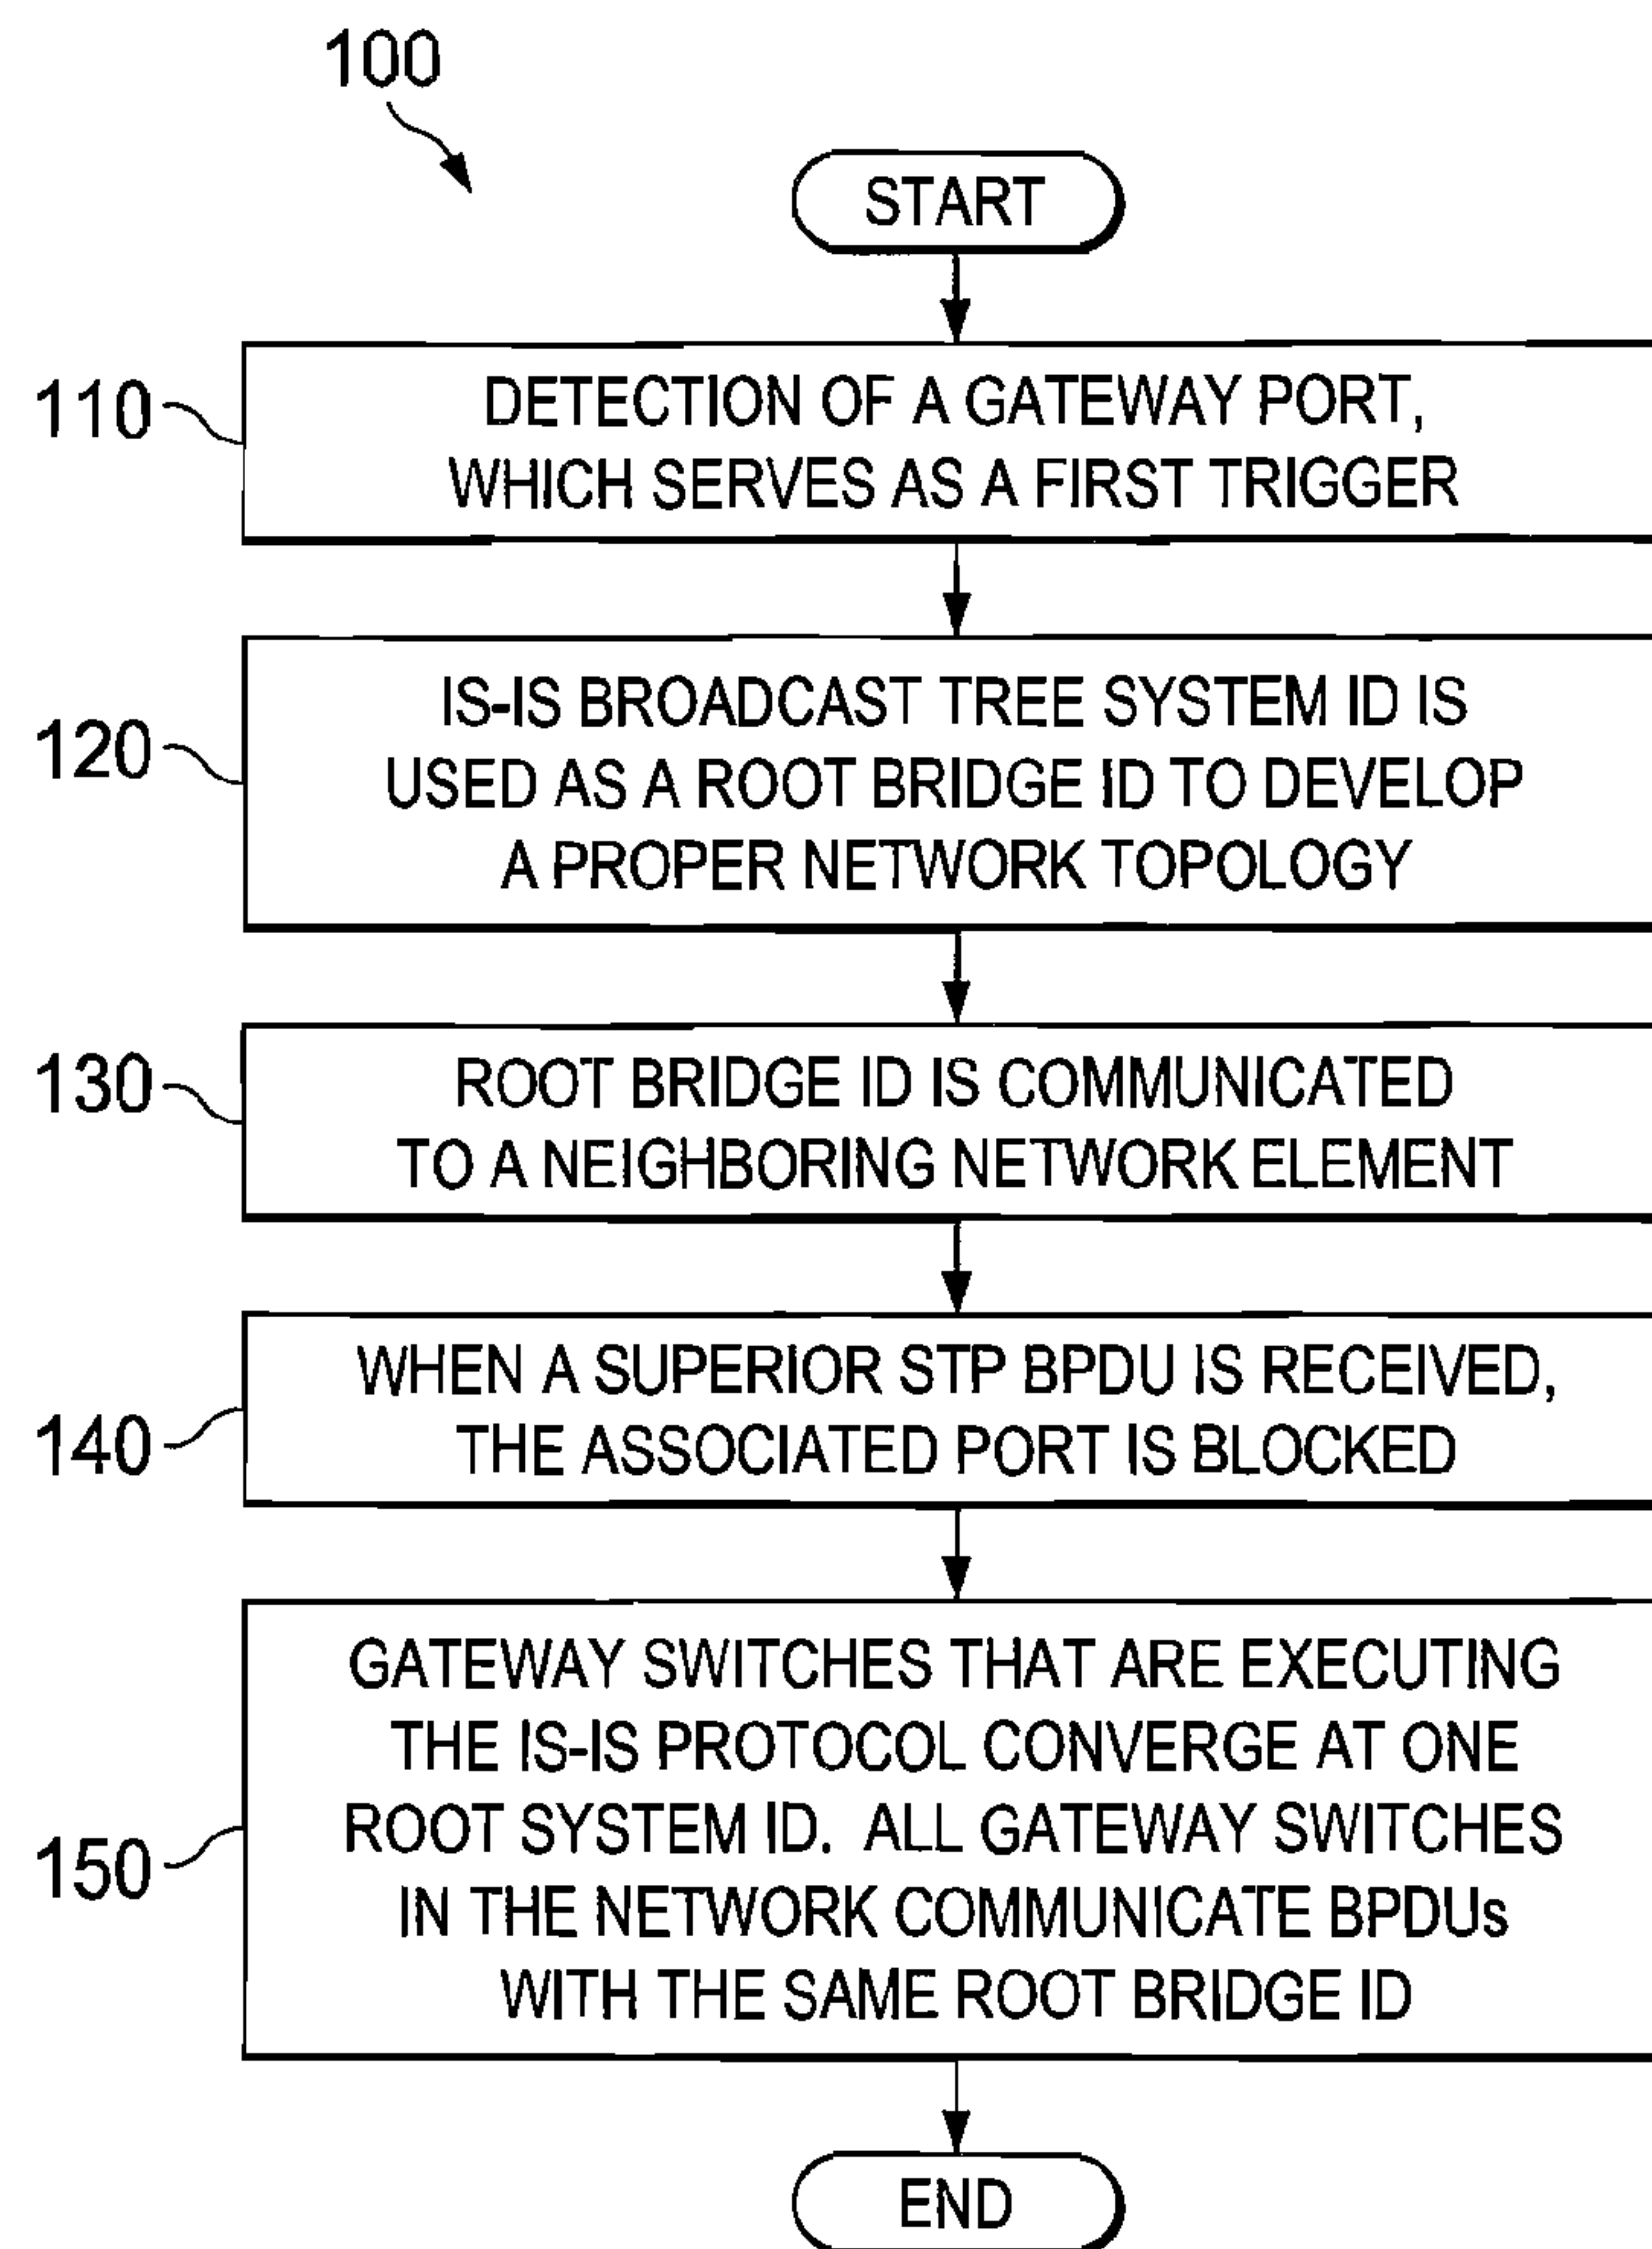 100
START
110
DETECTION OF A GATEWAY PORT,
WHICH SERVES AS A FIRST TRIGGER
120
IS-IS BROADCAST TREE SYSTEM ID IS
USED AS A ROOT BRIDGE ID TO DEVELOP
A PROPER NETWORK TOPOLOGY
130
ROOT BRIDGE ID IS COMMUNICATED
TO A NEIGHBORING NETWORK ELEMENT
140
WHEN A SUPERIOR STP BPDU IS RECEIVED,
THE ASSOCIATED PORT IS BLOCKED
150
GATEWAY SWITCHES THAT ARE EXECUTING
THE IS-IS PROTOCOL CONVERGE AT ONE
ROOT SYSTEM ID. ALL GATEWAY SWITCHES
IN THE NETWORK COMMUNICATE BPDUs
WITH THE SAME ROOT BRIDGE ID
END